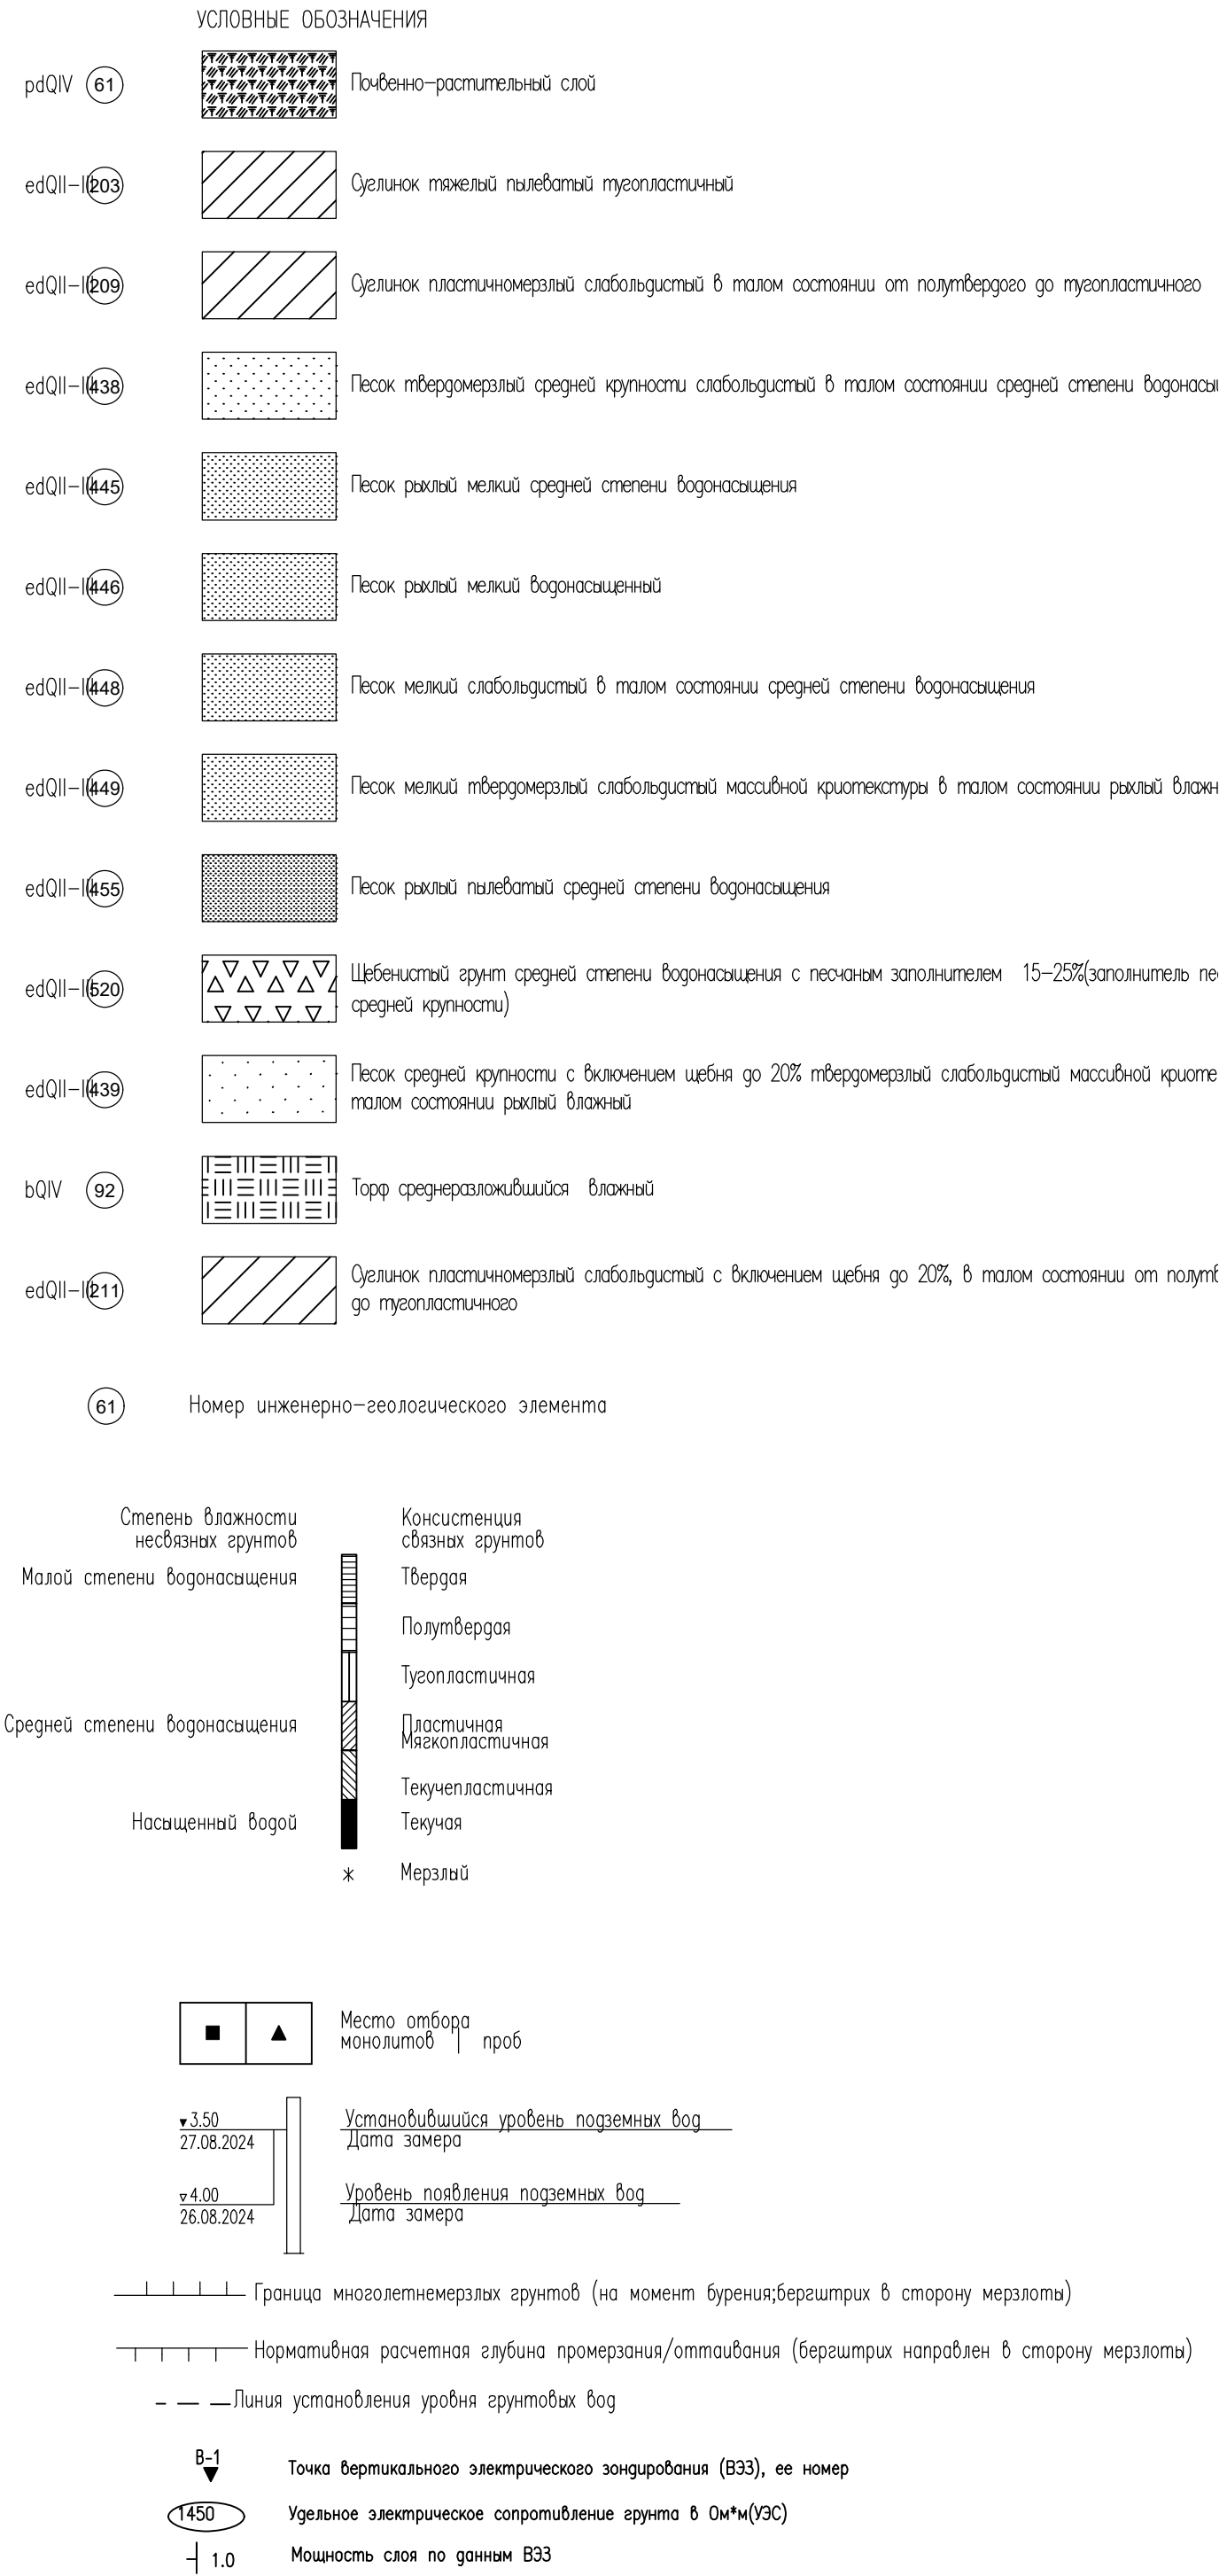 УСЛОВНЫЕ ОБОЗНАЧЕНИЯ
pdQIV 61 Почвенно-растительный слой
edQII-III 203 Суглинок тяжелый пылеватый тугопластичный
edQII-III 209 Суглинок пластичномерзлый слабольдистый в талом состоянии от полутвердого до тугопластичного
edQII-III 438 Песок твердомерзлый средней крупности слабольдистый в талом состоянии средней степени
edQII-III 445 Песок рыхлый мелкий средней степени водонасыщения
edQII-III 446 Песок рыхлый мелкий водонасыщенный
edQII-III 448 Песок мелкий слабольдистый в талом состоянии средней степени водонасыщения
edQII-III 449 Песок мелкий твердомерзлый слабольдистый массивной криотекстуры в талом состоянии рыхлый
edQII-III 455 Песок рыхлый пылеватый средней степени водонасыщения
edQII-III 520 Щебенистый грунт средней степени водонасыщения с песчаным заполнителем 15-25%(заполнитель
средней крупности)
edQII-III 439 Песок средней крупности с включением щебня до 20% твердомерзлый слабольдистый массивной
талом состоянии рыхлый влажный
bQIV 92 Торф среднеразложившийся влажный
edQII-III 211 Суглинок пластичномерзлый слабольдистый с включением щебня до 20%, в талом состоянии от
до тугопластичного
61 Номер инженерно-геологического элемента
Степень влажности
несвязных грунтов
Консистенция
связных грунтов
Малой степени водонасыщения Твердая
Полутвердая
Тугопластичная
Средней степени водонасыщения Пластичная
Мягкопластичная
Текучепластичная
Насыщенный водой Текучая
Мерзлый
Место отбора
монолитов | проб
3.50 Установившийся уровень подземных вод
27.08.2024 Дата замера
4.00 Уровень появления подземных вод
26.08.2024 Дата замера
Граница многолетнемерзлых грунтов (на момент бурения;бергштрих в сторону мерзлоты)
Нормативная расчетная глубина промерзания/оттаивания (бергштрих направлен в сторону мерзлоты)
Линия установления уровня грунтовых вод
В-1 Точка вертикального электрического зондирования (ВЭЗ), ее номер
1450 Удельное электрическое сопротивление грунта в Ом*м(УЭС)
1.0 Мощность слоя по данным ВЭЗ